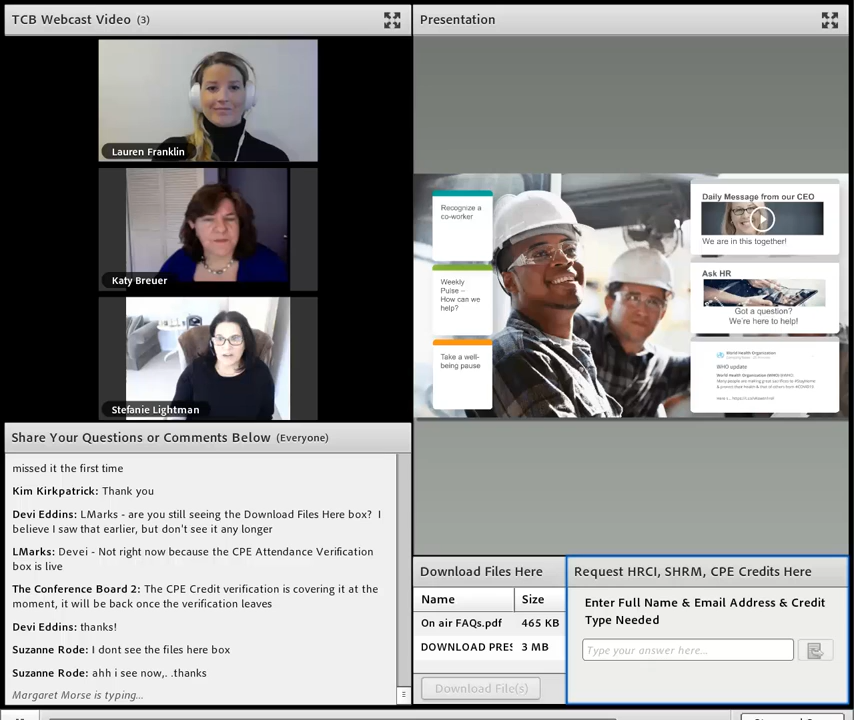 TCB Webcast Video (3)
Lauren Franklin
Katy Breuer
Stefanie Lightman
Share Your Questions or Comments Below (Everyone)
missed it the first time
Kim Kirkpatrick: Thank you
Devi Eddins: LMarks - are you still seeing the Download Files Here box? I
believe I saw that earlier, but don't see it any longer
LMarks: Devei - Not right now because the CPE Attendance Verification
box is live
The Conference Board 2: The CPE Credit verification is covering it at the
moment, it will be back once the verification leaves
Devi Eddins: thanks!
Suzanne Rode: I dont see the files here box
Suzanne Rode: ahh i see now,. .thanks
Margaret Morse is typing...
Presentation
Recognize a
co-worker
Weekly
Pulse –
How can we
help?
Take a well-
being pause
Daily Message from our CEO
We are in this together!
Ask HR
Got a question?
We're here to help!
World Health Organization
WHO update
World Health Organization (WHO)
Download Files Here
Name Size
On air FAQs.pdf 465 KB
DOWNLOAD PRES 3 MB
Download File(s)
Request HRCI, SHRM, CPE Credits Here
Enter Full Name & Email Address & Credit
Type Needed
Type your answer here...